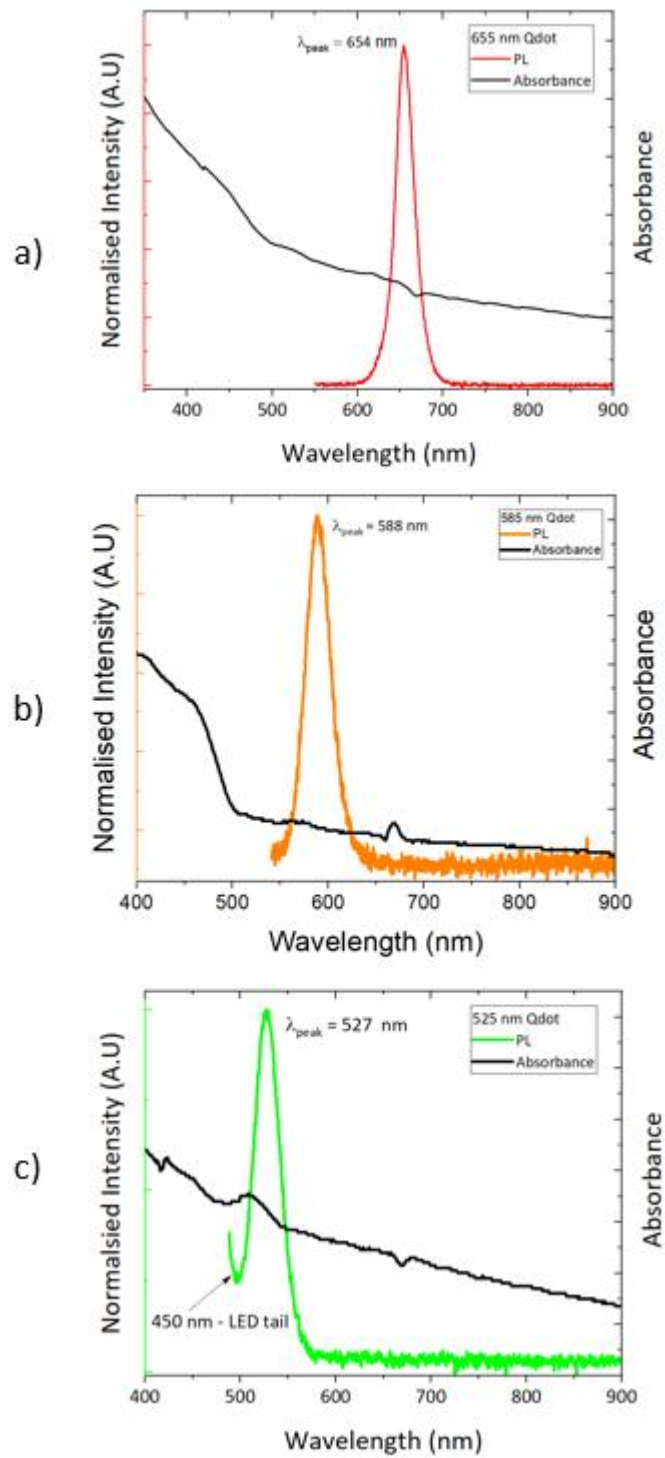 a)
Normalised Intensity (A.U)
λpeak = 654 nm
655 nm Qdot
PL
Absorbance
Absorbance
400 500 600 700 800 900
Wavelength (nm)
b)
Normalised Intensity (A.U)
λpeak = 588 nm
585 nm Qdot
PL
Absorbance
Absorbance
400 500 600 700 800 900
Wavelength (nm)
c)
Normalsied Intensity (A.U)
λpeak = 527 nm
525 nm Qdot
PL
Absorbance
Absorbance
450 nm - LED tail
400 500 600 700 800 900
Wavelength (nm)